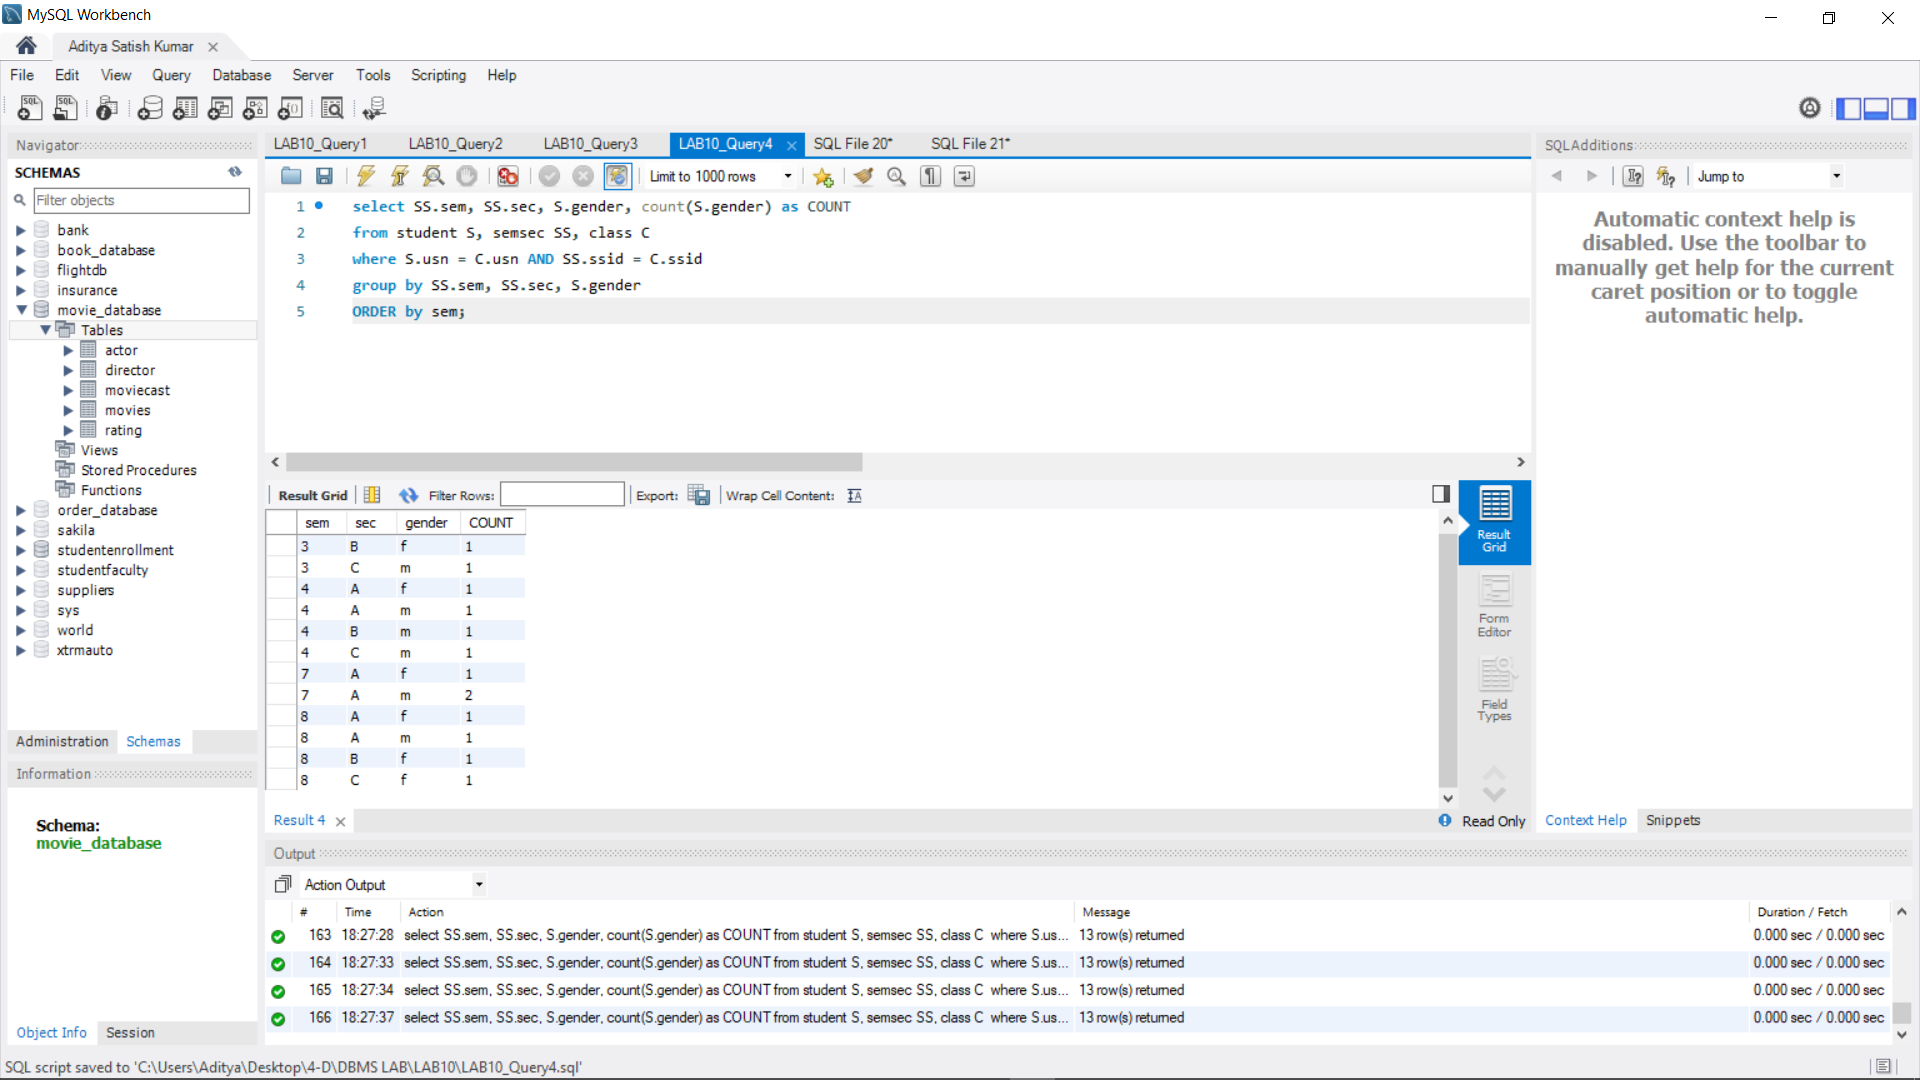 MySQL Workbench
Aditya Satish Kumar
File Edit View Query Database Server Tools Scripting Help
Navigator
SCHEMAS
Filter objects
bank
book_database
flightdb
insurance
movie_database
Tables
actor
director
moviecast
movies
rating
Views
Stored Procedures
Functions
order_database
sakila
studentenrollment
studentfaculty
suppliers
sys
world
xtrmauto
Administration Schemas
Information
Schema:
movie_database
Object Info Session
LAB10_Query1 LAB10_Query2 LAB10_Query3 LAB10_Query4 SQL File 20* SQL File 21*
Limit to 1000 rows
1 select SS.sem, SS.sec, S.gender, count(S.gender) as COUNT
2 from student S, semsec SS, class C
3 where S.usn = C.usn AND SS.ssid = C.ssid
4 group by SS.sem, SS.sec, S.gender
5 ORDER by sem;
Result Grid Filter Rows: Export: Wrap Cell Content:
sem sec gender COUNT
3 B f 1
3 C m 1
4 A f 1
4 A m 1
4 B m 1
4 C m 1
7 A f 1
7 A m 2
8 A f 1
8 A m 1
8 B f 1
8 C f 1
Result
Grid
Form
Editor
Field
Types
Result 4
Read Only
SQLAdditions
Jump to
Automatic context help is
disabled. Use the toolbar to
manually get help for the current
caret position or to toggle
automatic help.
Context Help Snippets
Output
Action Output
# Time Action Message Duration / Fetch
163 18:27:28 select SS.sem, SS.sec, S.gender, count(S.gender) as COUNT from student S, semsec SS, class C where S.us... 13 row(s) returned 0.000 sec / 0.000 sec
164 18:27:33 select SS.sem, SS.sec, S.gender, count(S.gender) as COUNT from student S, semsec SS, class C where S.us... 13 row(s) returned 0.000 sec / 0.000 sec
165 18:27:34 select SS.sem, SS.sec, S.gender, count(S.gender) as COUNT from student S, semsec SS, class C where S.us... 13 row(s) returned 0.000 sec / 0.000 sec
166 18:27:37 select SS.sem, SS.sec, S.gender, count(S.gender) as COUNT from student S, semsec SS, class C where S.us... 13 row(s) returned 0.000 sec / 0.000 sec
SQL script saved to 'C:\Users\Aditya\Desktop\4-D\DBMS LAB\LAB10\LAB10_Query4.sql'